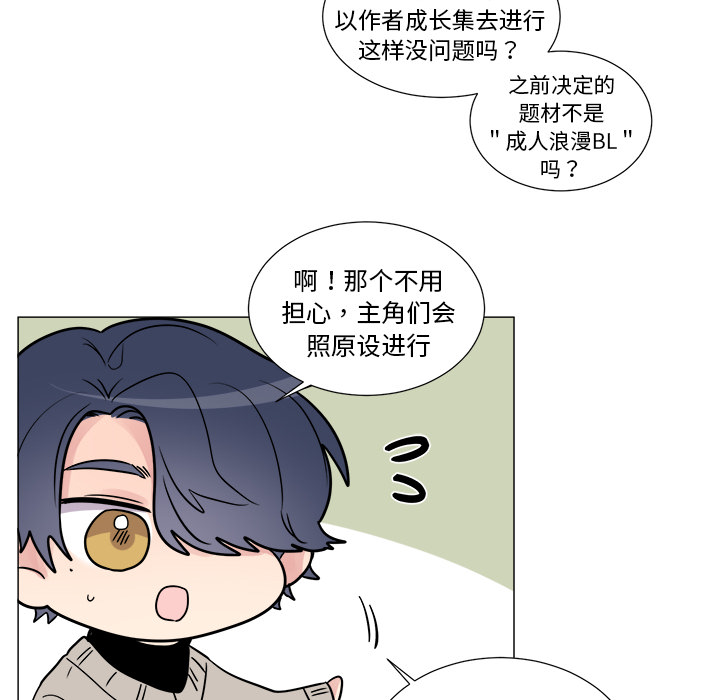 以作者成长集去进行
这样没问题吗？
之前决定的
题材不是
"成人浪漫BL"
吗？
啊！那个不用
担心，主角们会
照原设进行